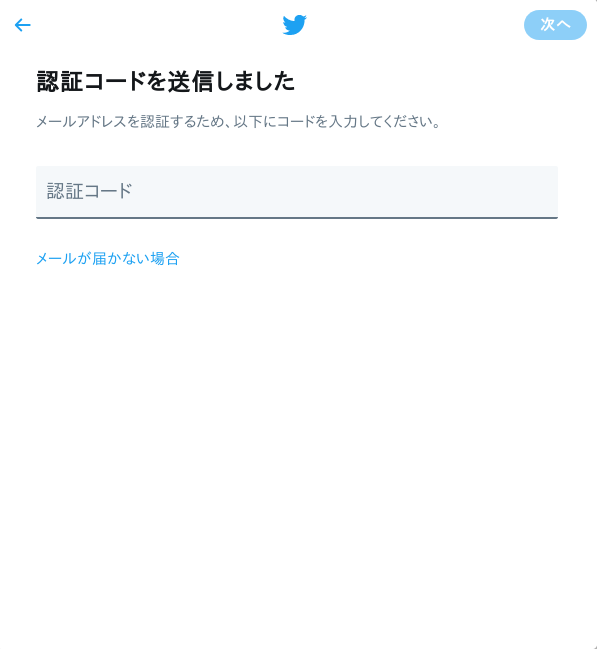 次へ
認証コードを送信しました
メールアドレスを認証するため、以下にコードを入力してください。
認証コード
メールが届かない場合